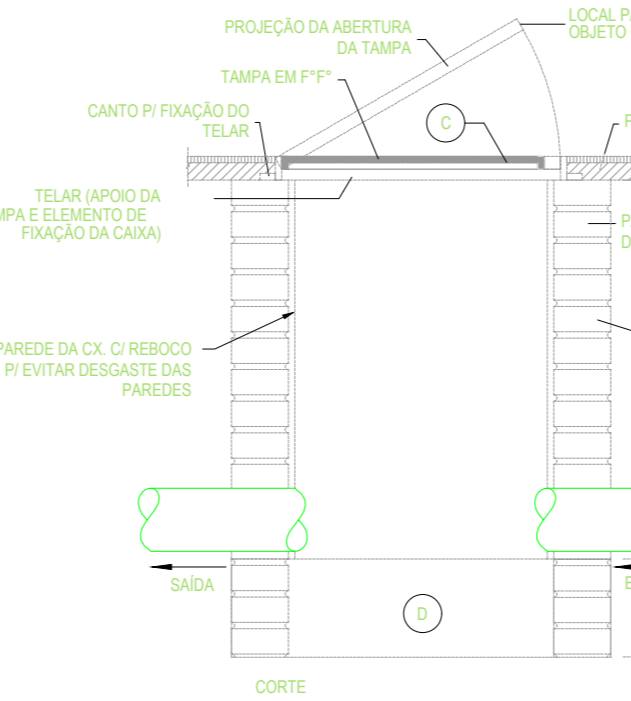 PROJEÇÃO DA ABERTURA
DA TAMPA
LOCAL P
OBJETO
TAMPA EM F°F°
CANTO P/ FIXAÇÃO DO
TELAR
C
TELAR (APOIO DA
MPA E ELEMENTO DE
FIXAÇÃO DA CAIXA)
P
D
PAREDE DA CX. C/ REBOCO
P/ EVITAR DESGASTE DAS
PAREDES
SAÍDA
D
CORTE